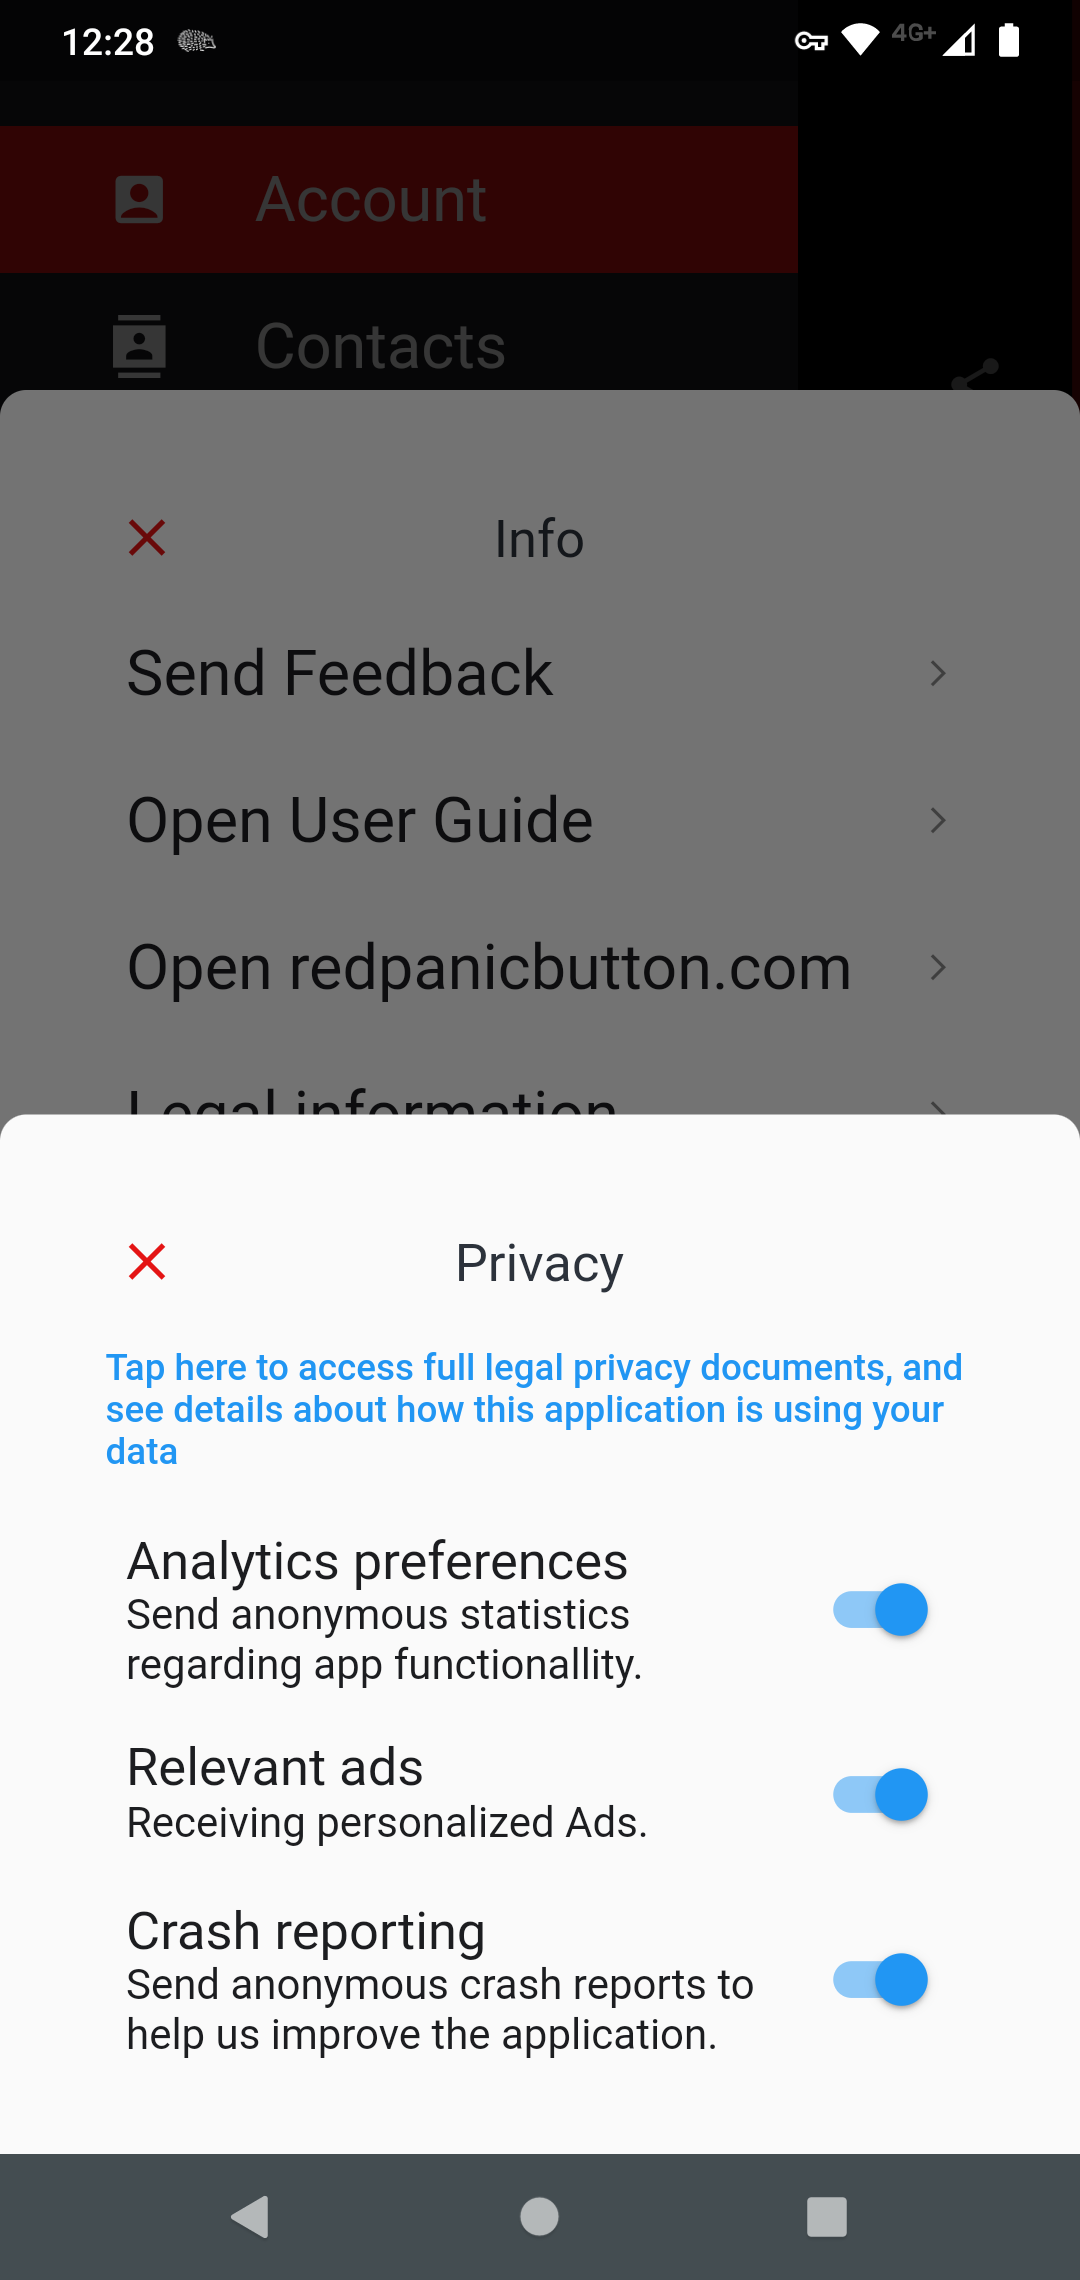 12:28
4G+
Account
Contacts
Info
Send Feedback
Open User Guide
Open redpanicbutton.com
Legal information
Privacy
Tap here to access full legal privacy documents, and
see details about how this application is using your
data
Analytics preferences
Send anonymous statistics
regarding app functionallity.
Relevant ads
Receiving personalized Ads.
Crash reporting
Send anonymous crash reports to
help us improve the application.